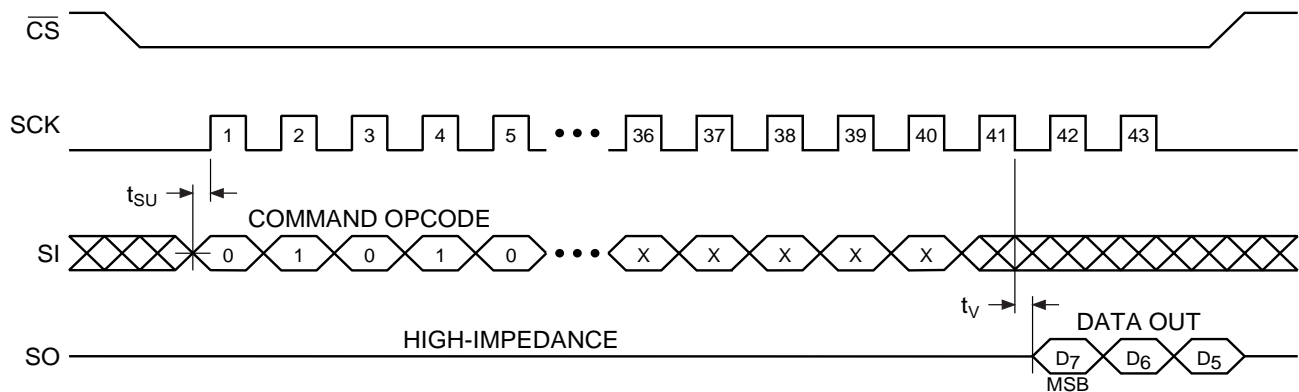 CS
SCK 1 2 3 4 5 ••• 36 37 38 39 40 41 42 43
tSU
COMMAND OPCODE
SI 0 1 0 1 0 ••• X X X X X
tV
HIGH-IMPEDANCE
DATA OUT
SO D7 D6 D5
MSB